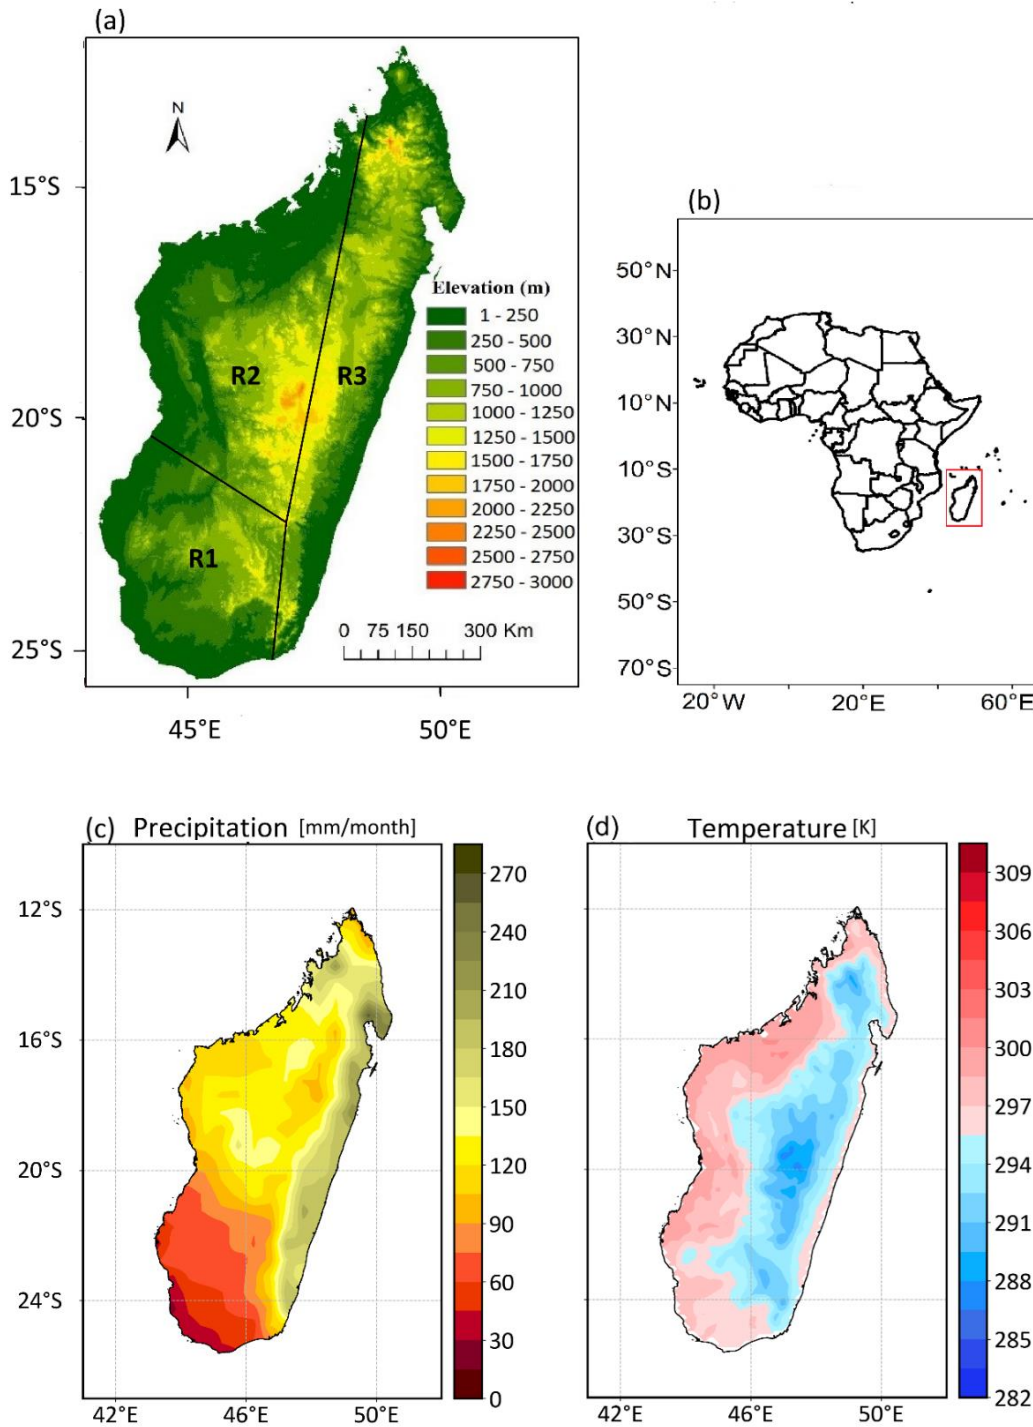 (a)
N
15°S
20°S
25°S
45°E 50°E
R2
R3
R1
Elevation (m)
1 - 250
250 - 500
500 - 750
750 - 1000
1000 - 1250
1250 - 1500
1500 - 1750
1750 - 2000
2000 - 2250
2250 - 2500
2500 - 2750
2750 - 3000
0 75 150 300 Km
(b)
50°N
30°N
10°N
10°S
30°S
50°S
70°S
20°W 20°E 60°E
(c) Precipitation [mm/month]
12°S
16°S
20°S
24°S
42°E 46°E 50°E
270
240
210
180
150
120
90
60
30
0
(d) Temperature [K]
42°E 46°E 50°E
309
306
303
300
297
294
291
288
285
282